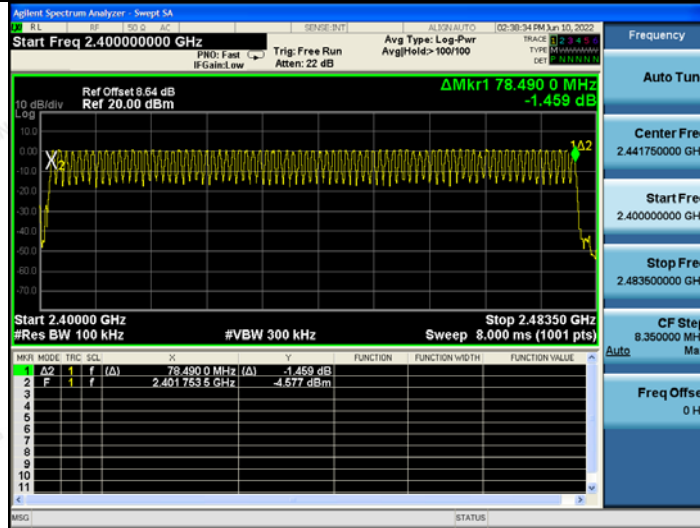 Agilent Spectrum Analyzer - Swept SA
RL RF 50 Ω AC SENSE:INT ALIGNAUTO 02:38:34 PM Jun 10, 2022
Start Freq 2.400000000 GHz
PNO: Fast
IFGain:Low
Trig: Free Run
Atten: 22 dB
Avg Type: Log-Pwr
Avg|Hold:> 100/100
TRACE 1 2 3 4 5 6
TYPE M
DET P N N N N N
ΔMkr1 78.490 0 MHz
-1.459 dB
Ref Offset 8.64 dB
10 dB/div Ref 20.00 dBm
Log
10.0
0.00
-10.0
-20.0
-30.0
-40.0
-50.0
-60.0
-70.0
2
1Δ2
Start 2.40000 GHz Stop 2.48350 GHz
#Res BW 100 kHz #VBW 300 kHz Sweep 8.000 ms (1001 pts)
MKR MODE TRC SCL X Y FUNCTION FUNCTION WIDTH FUNCTION VALUE
1 Δ2 1 f (Δ) 78.490 0 MHz (Δ) -1.459 dB
2 F 1 f 2.401 753 5 GHz -4.577 dBm
3
4
5
6
7
8
9
10
11
MSG STATUS
Frequency
Auto Tun
Center Fre
2.441750000 GH
Start Fre
2.400000000 GH
Stop Fre
2.483500000 GH
CF Ste
8.350000 MH
Auto Ma
Freq Offse
0 H